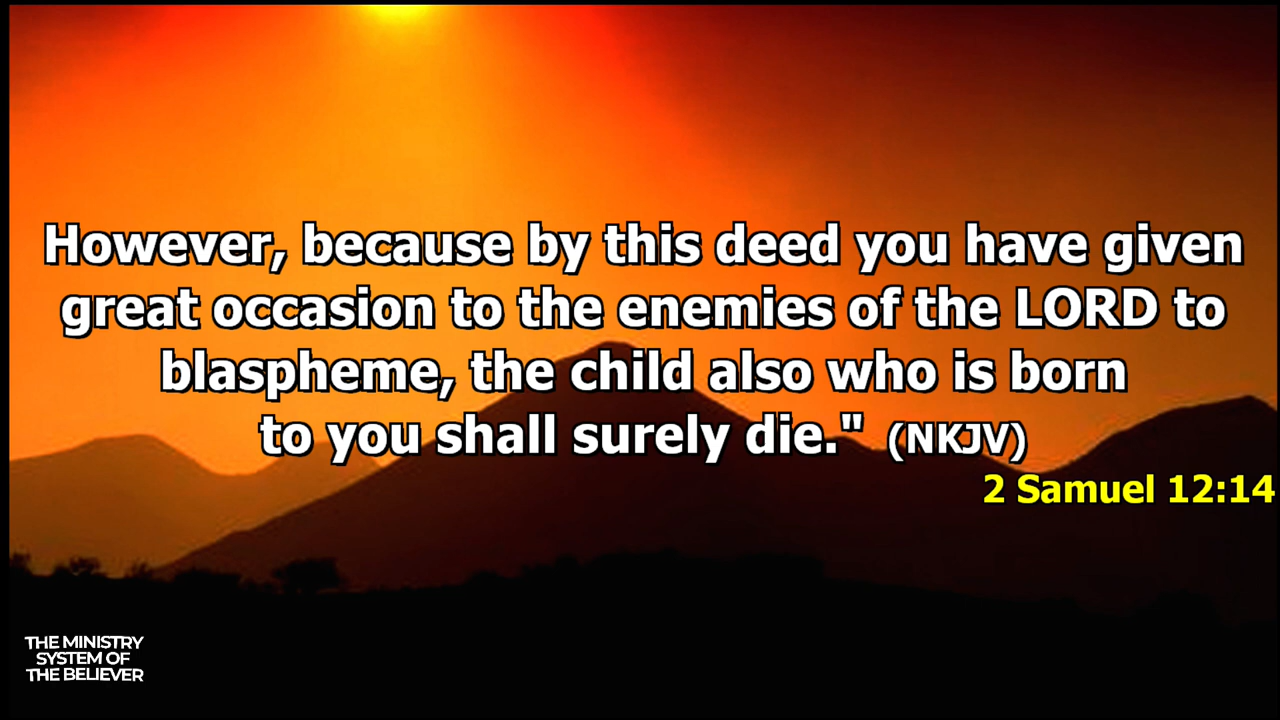 However, because by this deed you have given
great occasion to the enemies of the LORD to
blaspheme, the child also who is born
to you shall surely die." (NKJV)
2 Samuel 12:14
THE MINISTRY
SYSTEM OF
THE BELIEVER